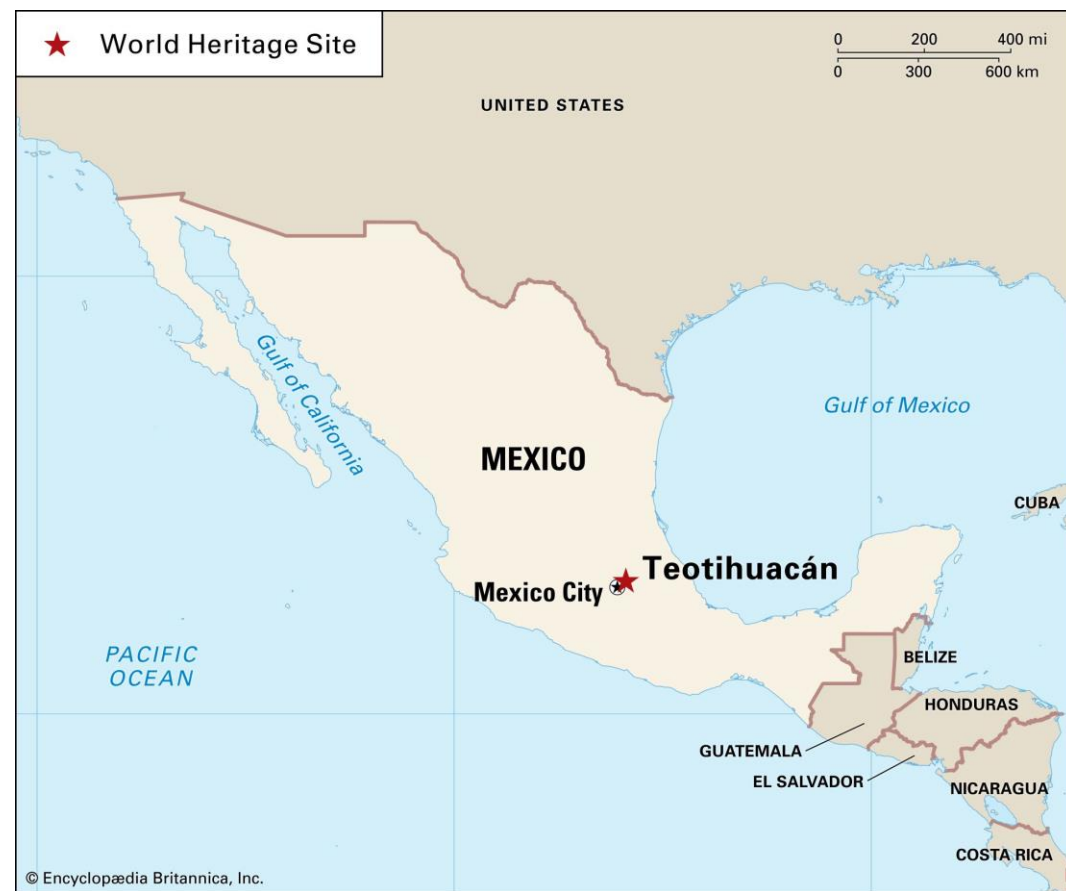 ★ World Heritage Site
0 200 400 mi
0 300 600 km
UNITED STATES
Gulf of California
Gulf of Mexico
MEXICO
CUBA
Teotihuacán
Mexico City
PACIFIC
OCEAN
BELIZE
HONDURAS
GUATEMALA
EL SALVADOR
NICARAGUA
COSTA RICA
© Encyclopædia Britannica, Inc.